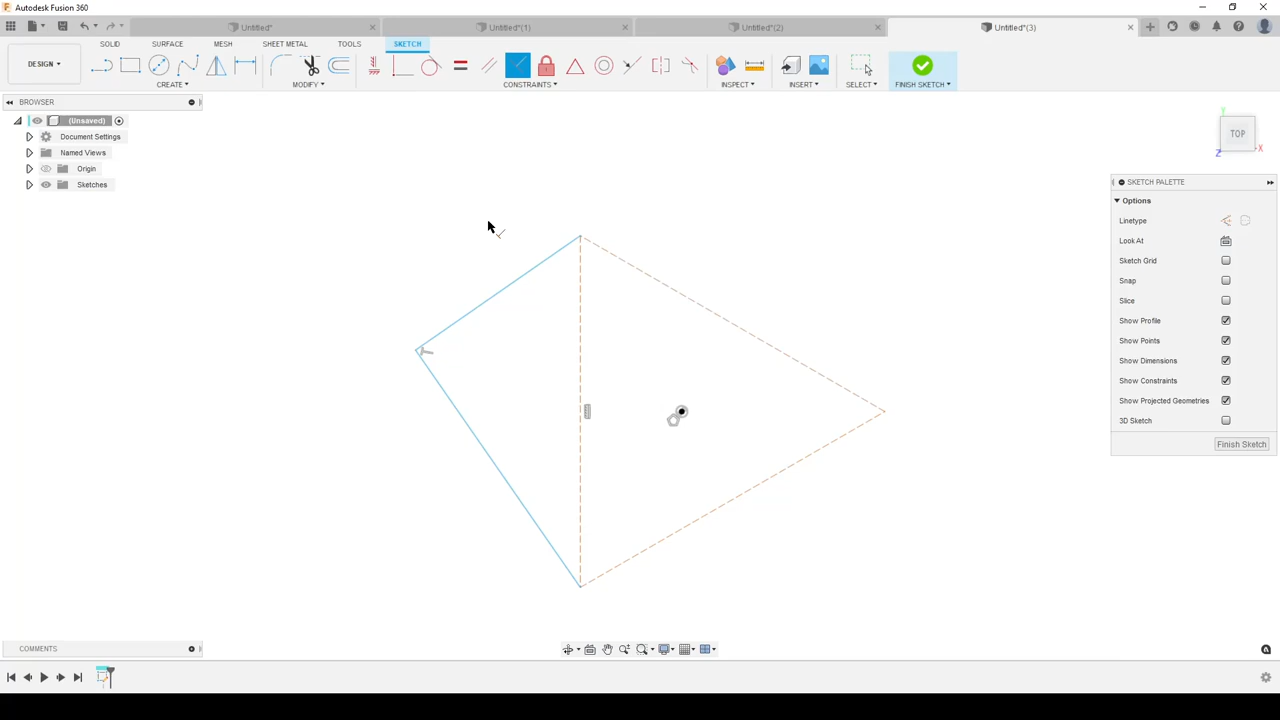 Autodesk Fusion 360
Untitled*
Untitled*(1)
Untitled*(2)
Untitled*(3)
SOLID
SURFACE
MESH
SHEET METAL
TOOLS
SKETCH
DESIGN
CREATE
MODIFY
CONSTRAINTS
INSPECT
INSERT
SELECT
FINISH SKETCH
BROWSER
(Unsaved)
Document Settings
Named Views
Origin
Sketches
Y
TOP
X
Z
SKETCH PALETTE
Options
Linetype
Look At
Sketch Grid
Snap
Slice
Show Profile
Show Points
Show Dimensions
Show Constraints
Show Projected Geometries
3D Sketch
Finish Sketch
COMMENTS